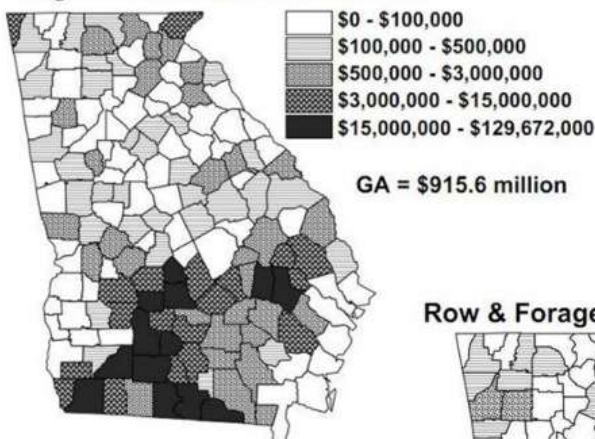 $0 - $100,000
$100,000 - $500,000
$500,000 - $3,000,000
$3,000,000 - $15,000,000
$15,000,000 - $129,672,000
GA = $915.6 million
Row & Forage